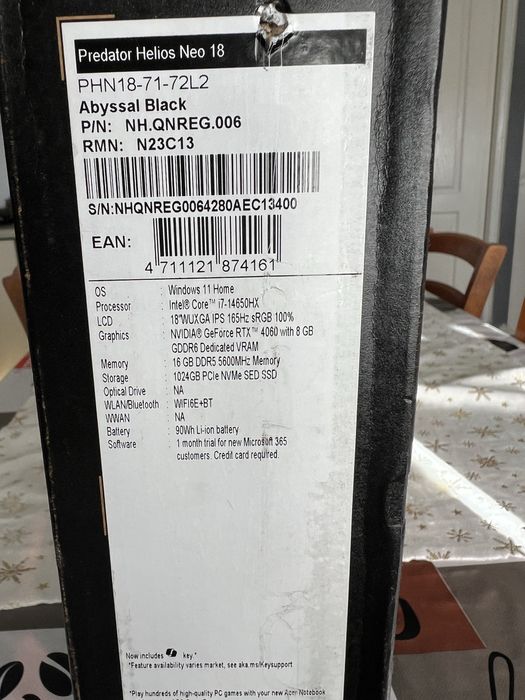 Predator Helios Neo 18
PHN18-71-72L2
Abyssal Black
P/N: NH.QNREG.006
RMN: N23C13
S/N:NHQNREG0064280AEC13400
EAN:
4 711121 874161
OS : Windows 11 Home
Processor : Intel® Core™ i7-14650HX
LCD : 18"WUXGA IPS 165Hz sRGB 100%
Graphics : NVIDIA® GeForce RTX™ 4060 with 8 GB
GDDR6 Dedicated VRAM
Memory : 16 GB DDR5 5600MHz Memory
Storage : 1024GB PCIe NVMe SED SSD
Optical Drive : NA
WLAN/Bluetooth : WIFI6E+BT
WWAN : NA
Battery : 90Wh Li-ion battery
Software : 1 month trial for new Microsoft 365
customers. Credit card required.
Now includes key.*
*Feature availability varies market, see aka.ms/Keysupport
*Play hundreds of high-quality PC games with your new Acer Notebook